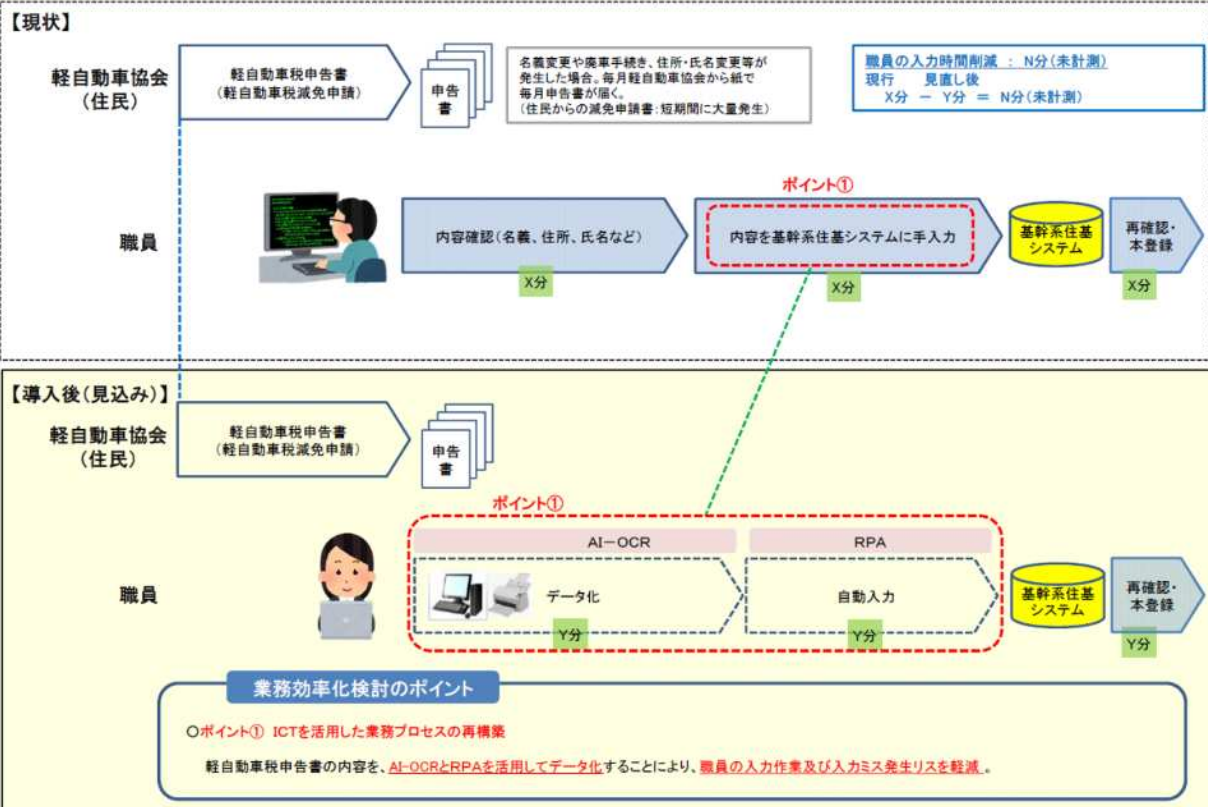 【現状】
軽自動車協会
(住民)
軽自動車税申告書
(軽自動車税減免申請)
申告
書
名義変更や廃車手続き、住所・氏名変更等が
発生した場合。毎月軽自動車協会から紙で
毎月申告書が届く。
(住民からの減免申請書:短期間に大量発生)
職員の入力時間削減 : N分(未計測)
現行 見直し後
X分 － Y分 ＝ N分(未計測)
ポイント①
職員
内容確認(名義、住所、氏名など)
X分
内容を基幹系住基システムに手入力
X分
基幹系住基
システム
再確認・
本登録
X分
【導入後(見込み)】
軽自動車協会
(住民)
軽自動車税申告書
(軽自動車税減免申請)
申告
書
ポイント①
職員
AI－OCR
データ化
Y分
RPA
自動入力
Y分
基幹系住基
システム
再確認・
本登録
Y分
業務効率化検討のポイント
○ポイント① ICTを活用した業務プロセスの再構築
軽自動車税申告書の内容を、AI-OCRとRPAを活用してデータ化することにより、職員の入力作業及び入力ミス発生リスを軽減 。